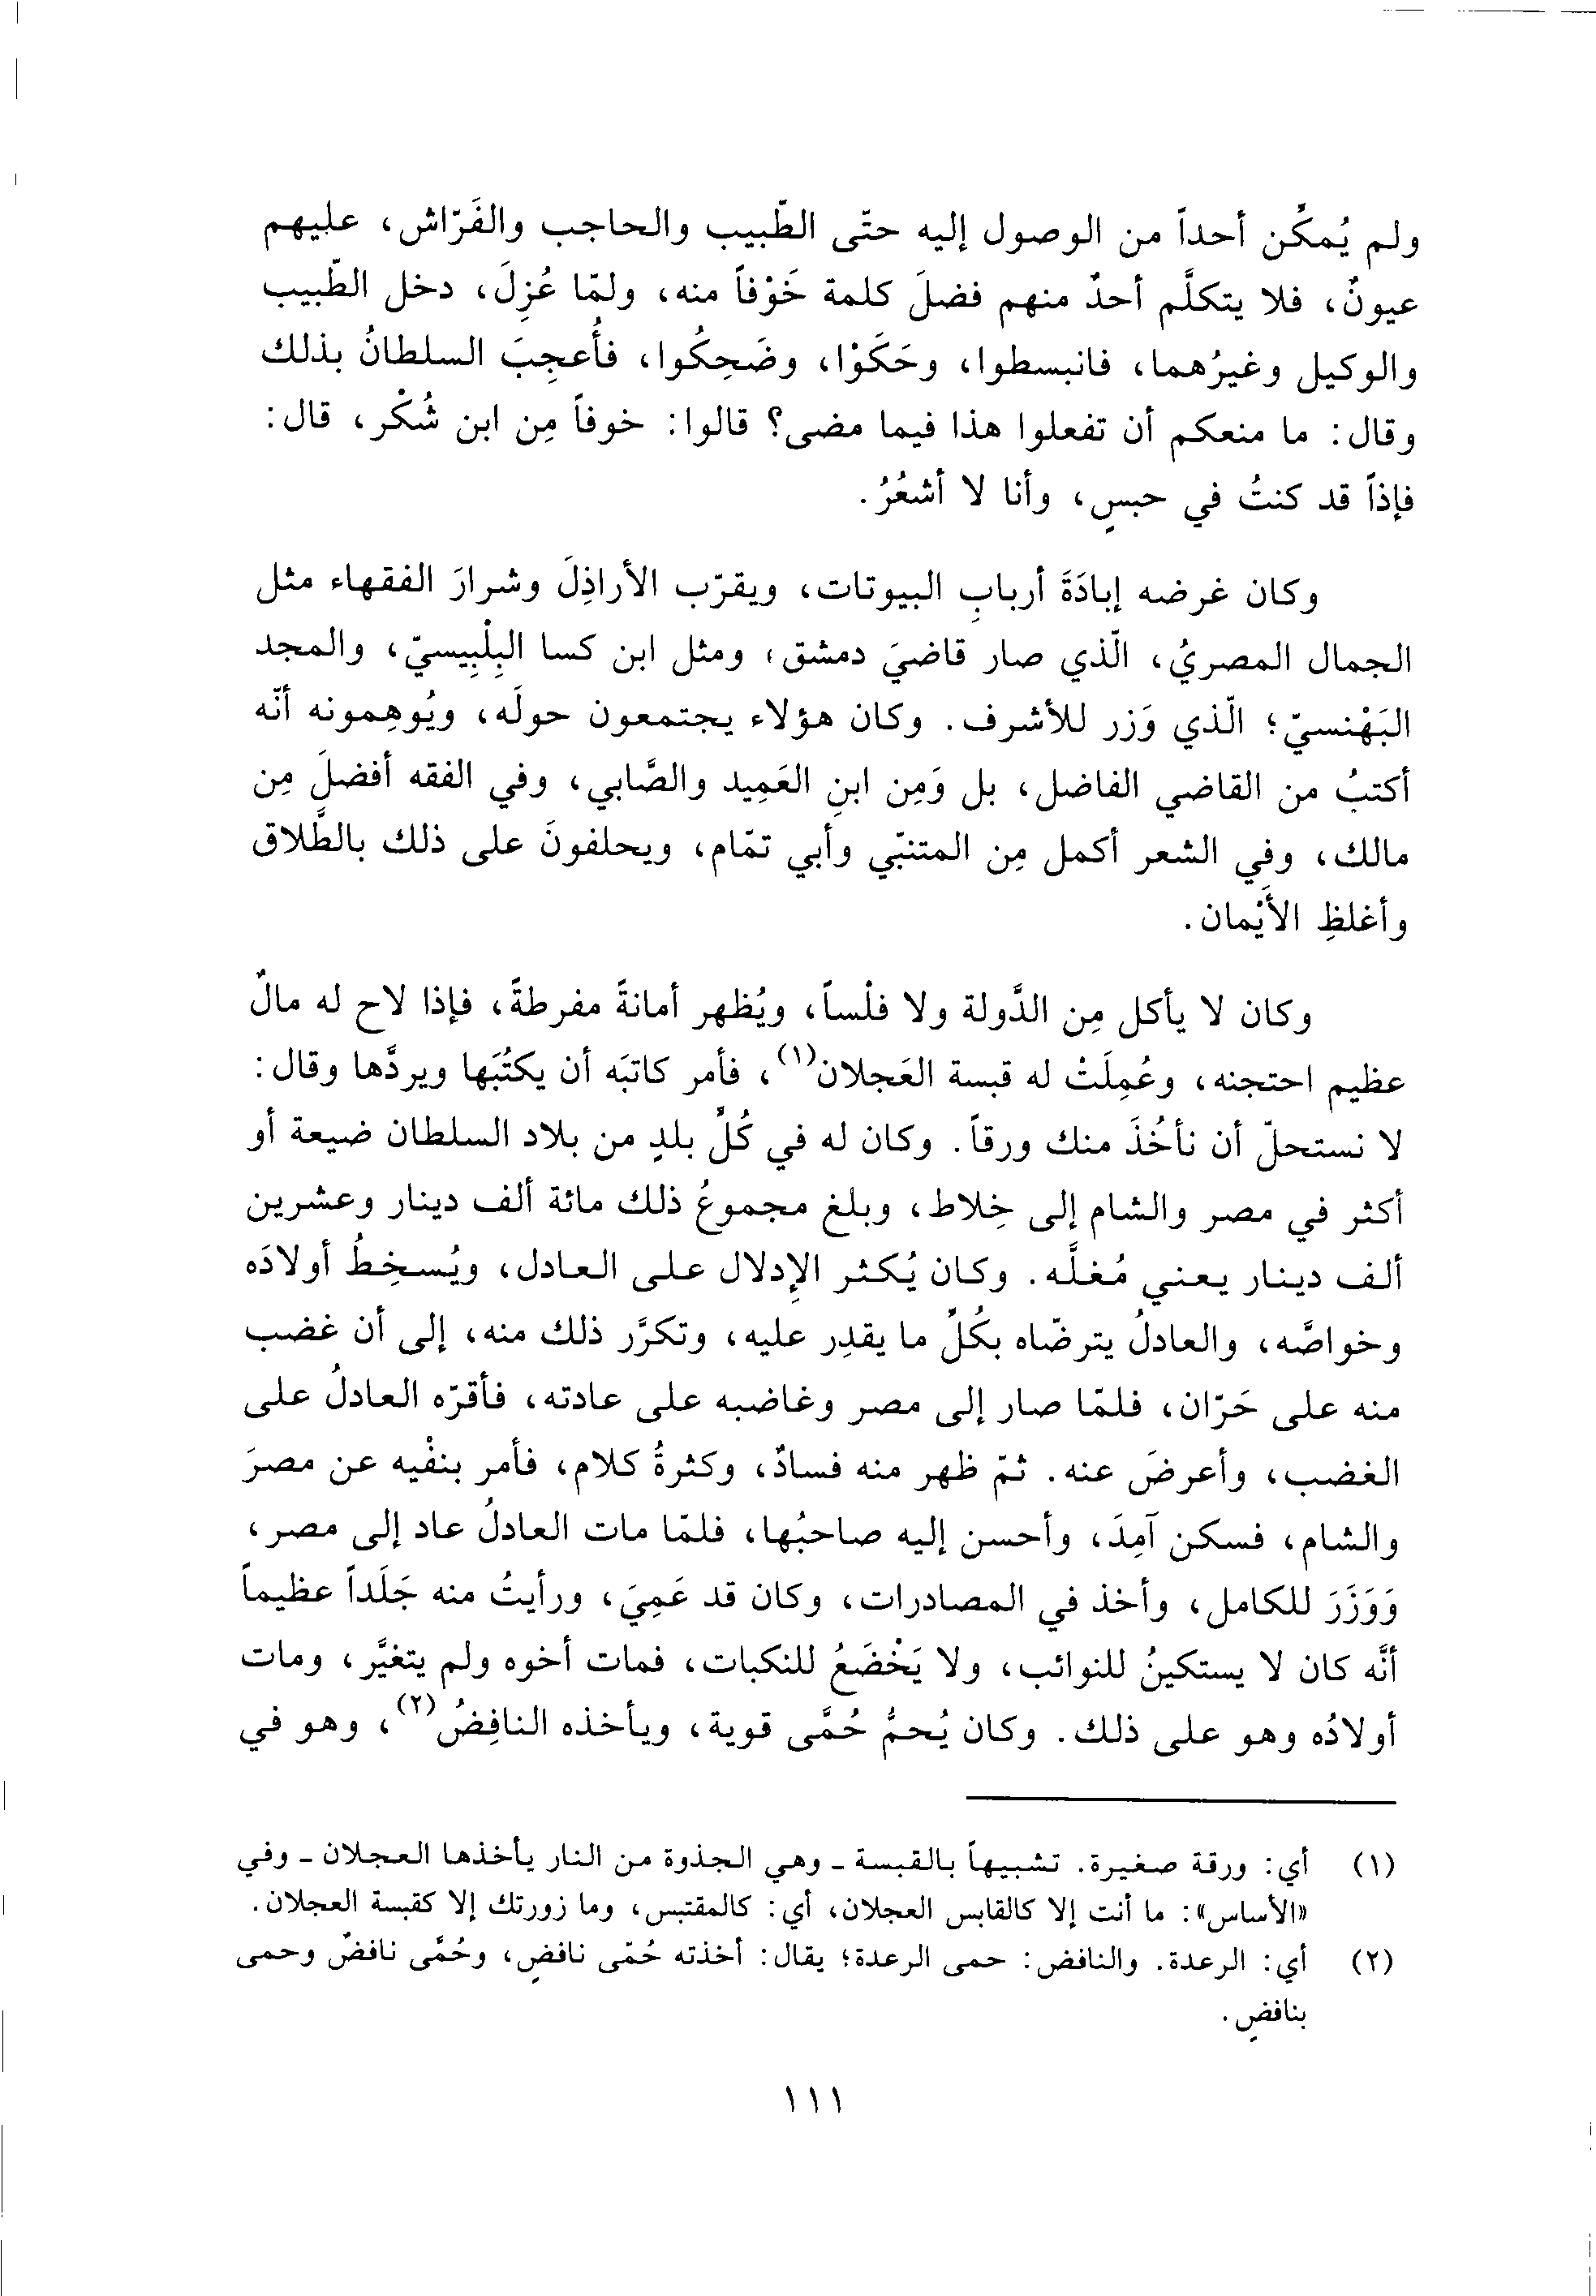 ولم يُمكِّن أحداً من الوصول إليه حتّى الطّبيب والحاجب والفَرّاش، عليهم
عيونٌ، فلا يتكلَّم أحدٌ منهم فضلَ كلمة خَوْفاً منه، ولمّا عُزِلَ، دخل الطّبيب
والوكيل وغيرُهما، فانبسطوا، وحَكَوْا، وضَحِكُوا، فأُعجِبَ السلطانُ بذلك
وقال: ما منعكم أن تفعلوا هذا فيما مضى؟ قالوا: خوفاً مِن ابن شُكْر، قال:
فإذاً قد كنتُ في حبسٍ، وأنا لا أشعُرُ.
وكان غرضه إبادَةَ أربابِ البيوتات، ويقرّب الأراذِلَ وشرارَ الفقهاء مثل
الجمال المصريُ، الّذي صار قاضيَ دمشق، ومثل ابن كسا البِلْبِيسيّ، والمجد
البَهْنسيّ؛ الّذي وَزر للأشرف. وكان هؤلاء يجتمعون حولَه، ويُوهِمونه أنّه
أكتبُ من القاضي الفاضل، بل وَمِن ابنِ العَمِيد والصَّابي، وفي الفقه أفضلَ مِن
مالك، وفي الشعر أكمل مِن المتنبّي وأبي تمّام، ويحلفونَ على ذلك بالطَّلاق
وأغلظِ الأَيْمان.
وكان لا يأكل مِن الدَّولة ولا فلْساً، ويُظهر أمانةً مفرطةً، فإذا لاح له مالٌ
عظيم احتجنه، وعُمِلَتْ له قبسة العَجلان(١)، فأمر كاتبَه أن يكتُبَها ويردَّها وقال:
لا نستحلّ أن نأخُذَ منك ورقاً. وكان له في كُلِّ بلدٍ من بلاد السلطان ضيعة أو
أكثر في مصر والشام إلى خِلاط، وبلغ مجموعُ ذلك مائة ألف دينار وعشرين
ألف دينار يعني مُغلَّه. وكان يُكثر الإِدلال على العادل، ويُسخِطُ أولادَه
وخواصَّه، والعادلُ يترضّاه بكُلِّ ما يقدِر عليه، وتكرَّر ذلك منه، إلى أن غضب
منه على حَرّان، فلمّا صار إلى مصر وغاضبه على عادته، فأقرّه العادلُ على
الغضب، وأعرضَ عنه. ثمّ ظهر منه فسادٌ، وكثرةُ كلام، فأمر بنفْيه عن مصرَ
والشام، فسكن آمِدَ، وأحسن إليه صاحبُها، فلمّا مات العادلُ عاد إلى مصر،
وَوَزَرَ للكامل، وأخذ في المصادرات، وكان قد عَمِيَ، ورأيتُ منه جَلَداً عظيماً
أنَّه كان لا يستكينُ للنوائب، ولا يَخْضَعُ للنكبات، فمات أخوه ولم يتغيَّر، ومات
أولادُه وهو على ذلك. وكان يُحمُّ حُمَّى قوية، ويأخذه النافِضُ(٢)، وهو في
(١) أي: ورقة صغيرة. تشبيهاً بالقبسة ـ وهي الجذوة من النار يأخذها العجلان ـ وفي
«الأساس»: ما أنت إلا كالقابس العجلان، أي: كالمقتبس، وما زورتك إلا كقبسة العجلان.
(٢) أي: الرعدة. والنافض: حمى الرعدة؛ يقال: أخذته حُمّى نافضٍ، وحُمَّى نافضٌ وحمى
بنافضٍ.
١١١